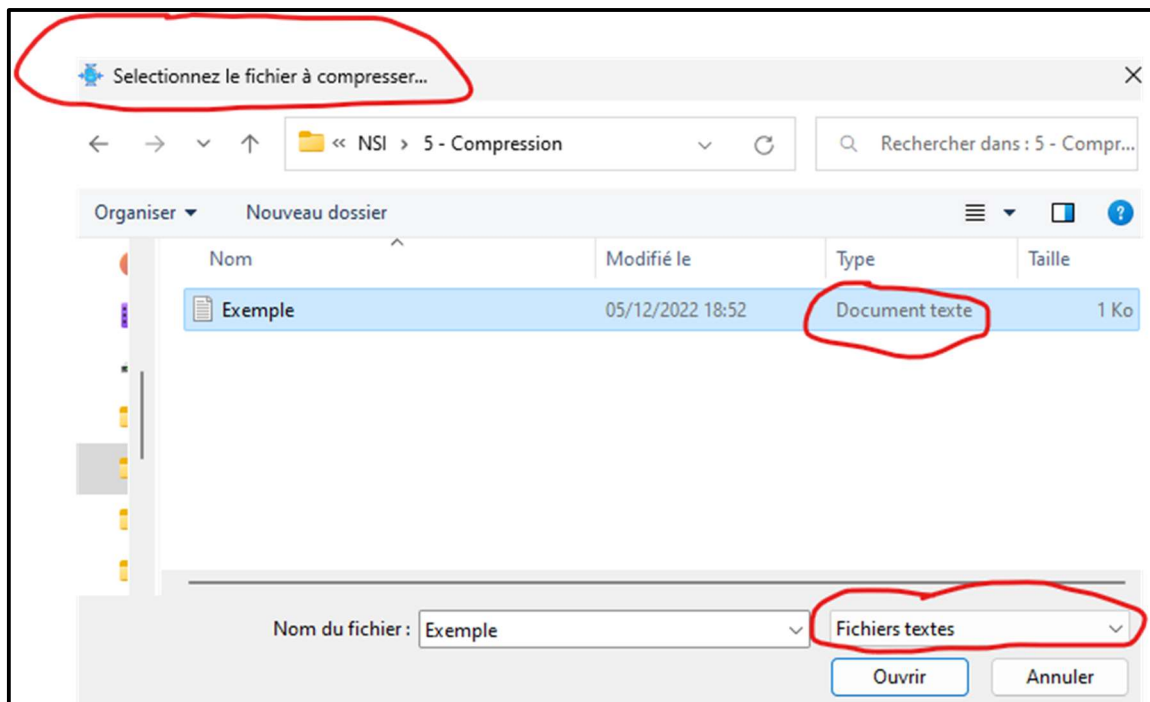 Selectionnez le fichier à compresser...
« NSI > 5 - Compression
Rechercher dans : 5 - Compr...
Organiser Nouveau dossier
?
Nom Modifié le Type Taille
Exemple 05/12/2022 18:52 Document texte 1 Ko
Nom du fichier : Exemple Fichiers textes
Ouvrir Annuler